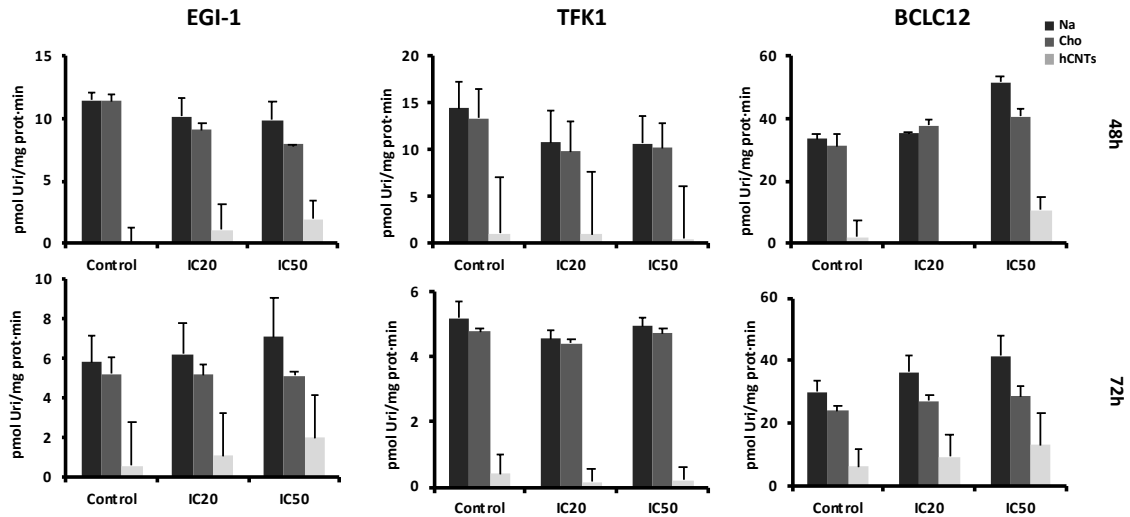 EGI-1
TFK1
BCLC12
Na
Cho
hCNTs
pmol Uri/mg prot·min
15
10
5
0
Control
IC20
IC50
pmol Uri/mg prot·min
20
15
10
5
0
Control
IC20
IC50
pmol Uri/mg prot·min
60
40
20
0
Control
IC20
IC50
48h
pmol Uri/mg prot·min
10
8
6
4
2
0
Control
IC20
IC50
pmol Uri/mg prot·min
6
4
2
0
Control
IC20
IC50
pmol Uri/mg prot·min
60
40
20
0
Control
IC20
IC50
72h